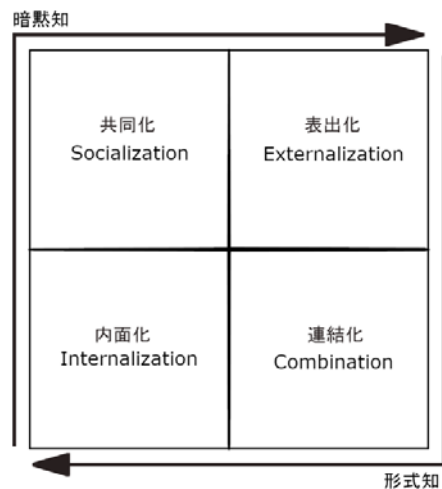 暗黙知
共同化
Socialization
表出化
Externalization
内面化
Internalization
連結化
Combination
形式知